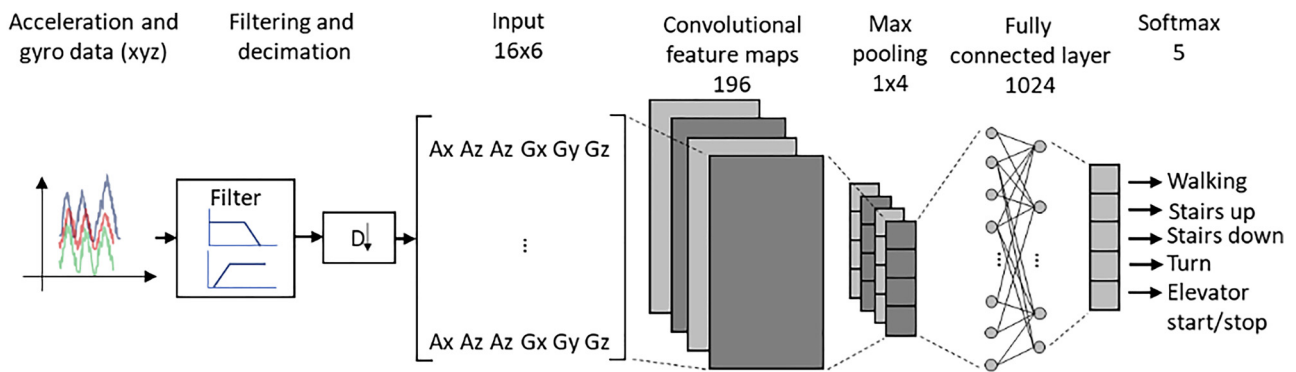 Acceleration and
gyro data (xyz)
Filtering and
decimation
Input
16x6
Convolutional
feature maps
196
Max
pooling
1x4
Fully
connected layer
1024
Softmax
5
Filter
D↓
Ax Az Az Gx Gy Gz
⋮
Ax Az Az Gx Gy Gz
Walking
Stairs up
Stairs down
Turn
Elevator
start/stop